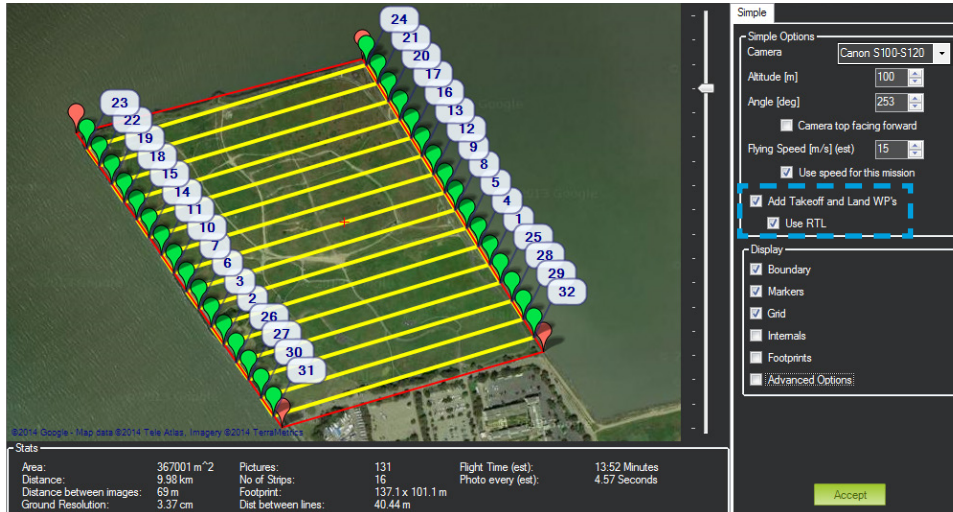 24
21
20
17
16
13
12
9
8
5
4
1
25
28
29
32
23
22
19
18
15
14
11
10
7
6
3
2
26
27
30
31
Google
©2014 Google - Map data ©2014 Tele Atlas, Imagery ©2014 TerraMetrics
Stats
Area: 367001 m^2 Pictures: 131 Flight Time (est): 13:52 Minutes
Distance: 9.98 km No of Strips: 16 Photo every (est): 4.57 Seconds
Distance between images: 69 m Footprint: 137.1 x 101.1 m
Ground Resolution: 3.37 cm Dist between lines: 40.44 m
Simple
Simple Options
Camera Canon S100-S120
Altitude [m] 100
Angle [deg] 253
Camera top facing forward
Flying Speed [m/s] (est) 15
Use speed for this mission
Add Takeoff and Land WP's
Use RTL
Display
Boundary
Markers
Grid
Internals
Footprints
Advanced Options
Accept